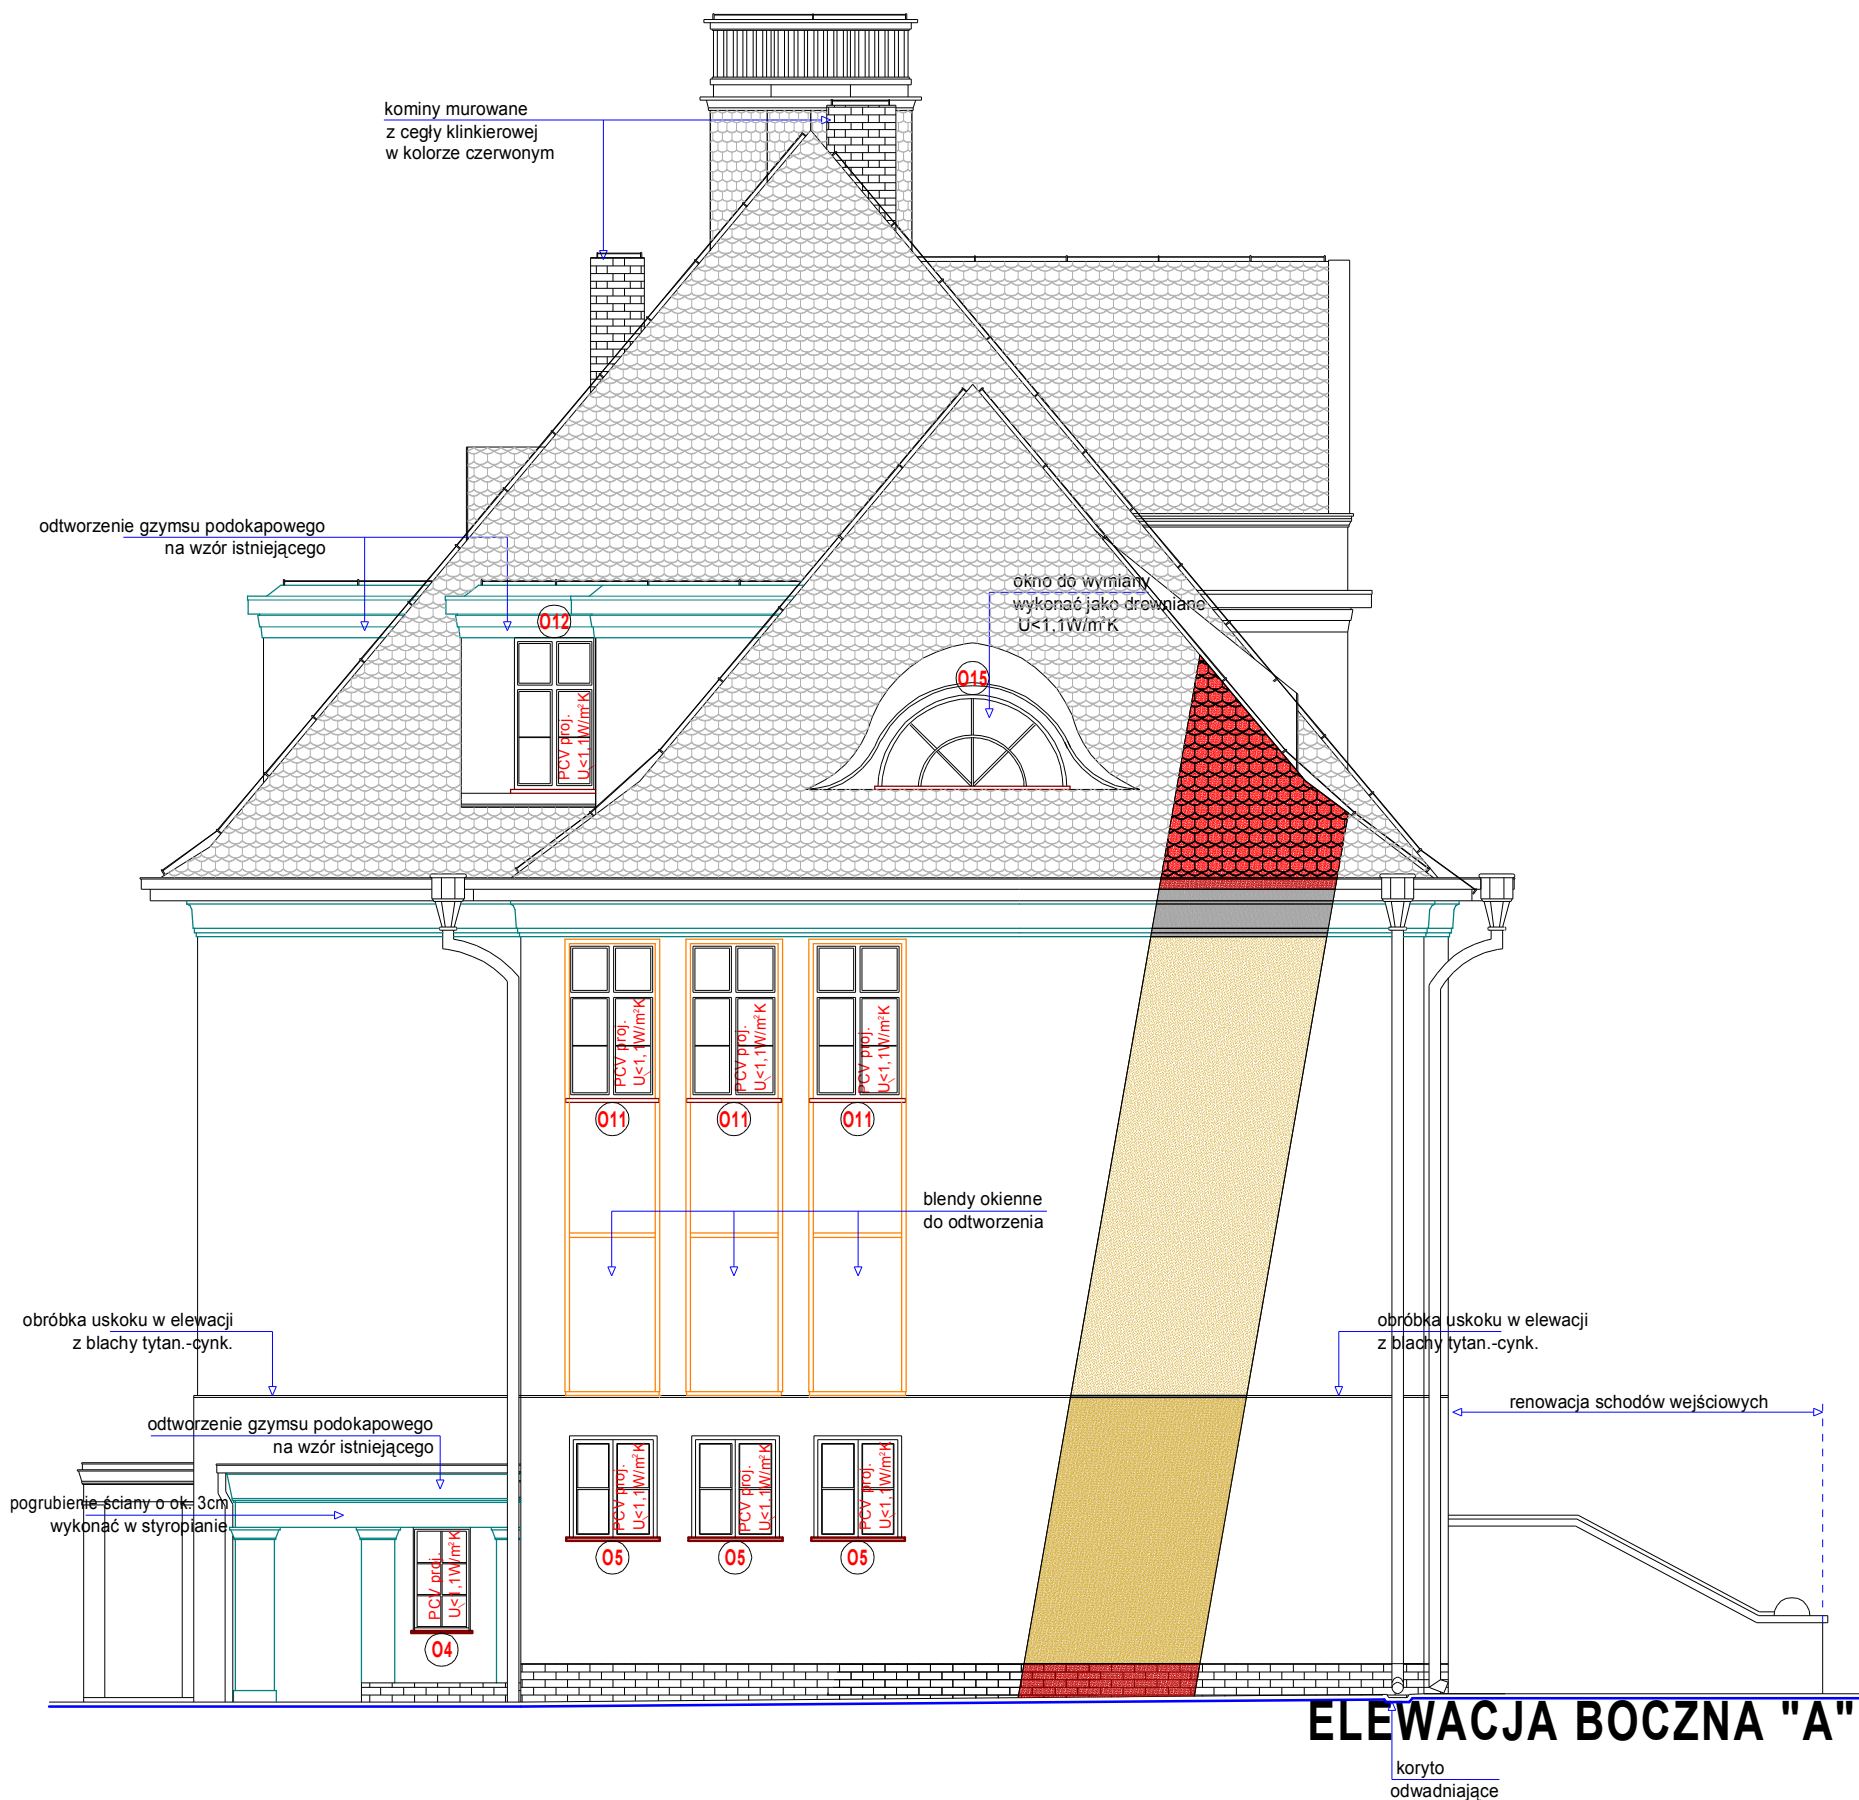 kominy murowane
z cegły klinkierowej
w kolorze czerwonym
odtworzenie gzymsu podokapowego
na wzór istniejącego
okno do wymiany
wykonać jako drewniane
U<1,1W/m²K
O12
O15
PCV proj.
U<1,1W/m²K
PCV proj.
U<1,1W/m²K
PCV proj.
U<1,1W/m²K
PCV proj.
U<1,1W/m²K
O11
O11
O11
blendy okienne
do odtworzenia
obróbka uskoku w elewacji
z blachy tytan.-cynk.
obróbka uskoku w elewacji
z blachy tytan.-cynk.
renowacja schodów wejściowych
odtworzenie gzymsu podokapowego
na wzór istniejącego
PCV proj.
U<1,1W/m²K
PCV proj.
U<1,1W/m²K
PCV proj.
U<1,1W/m²K
pogrubienie ściany o ok. 3cm
wykonać w styropianie
PCV proj.
U<1,1W/m²K
O5
O5
O5
O4
ELEWACJA BOCZNA "A"
koryto
odwadniające